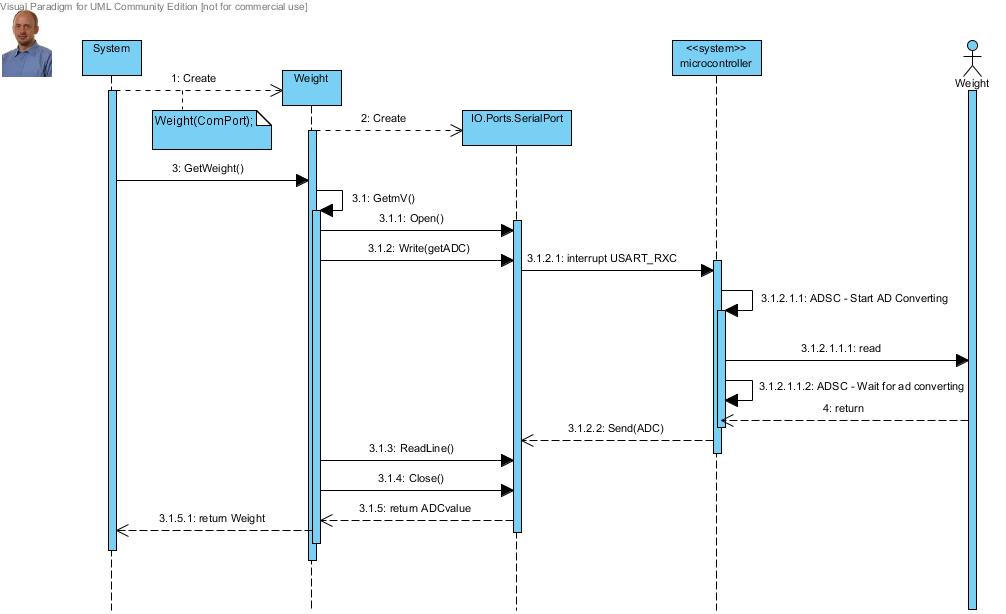 Visual Paradigm for UML Community Edition [not for commercial use]
System
1: Create
Weight
Weight(ComPort);
2: Create
IO.Ports.SerialPort
<<system>>
microcontroller
Weight
3: GetWeight()
3.1: GetmV()
3.1.1: Open()
3.1.2: Write(getADC)
3.1.2.1: interrupt USART_RXC
3.1.2.1.1: ADSC - Start AD Converting
3.1.2.1.1.1: read
3.1.2.1.1.2: ADSC - Wait for ad converting
4: return
3.1.2.2: Send(ADC)
3.1.3: ReadLine()
3.1.4: Close()
3.1.5: return ADCvalue
3.1.5.1: return Weight